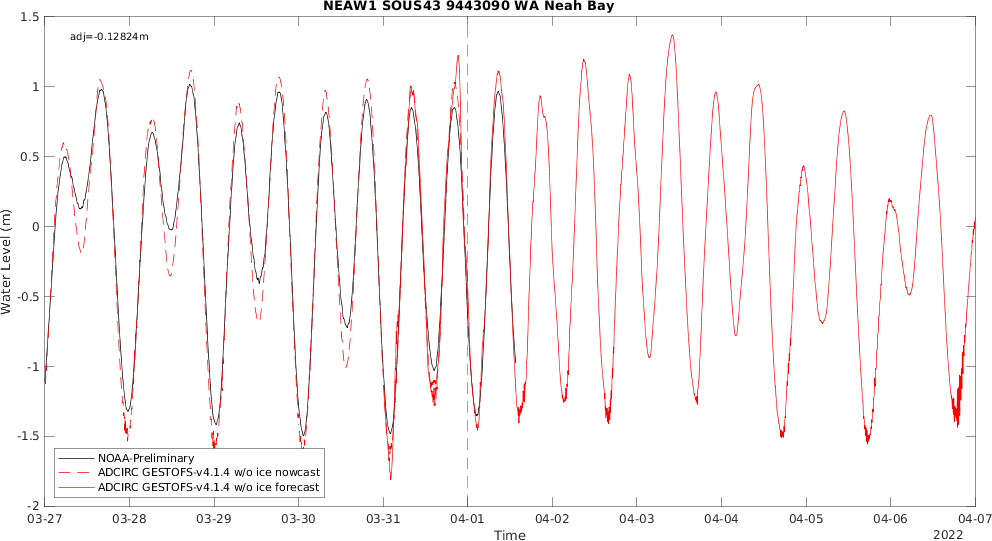 NEAW1 SOUS43 9443090 WA Neah Bay
adj=-0.12824m
1.5
1
0.5
0
-0.5
-1
-1.5
-2
Water Level (m)
NOAA-Preliminary
ADCIRC GESTOFS-v4.1.4 w/o ice nowcast
ADCIRC GESTOFS-v4.1.4 w/o ice forecast
03-27 03-28 03-29 03-30 03-31 04-01 04-02 04-03 04-04 04-05 04-06 04-07
Time
2022